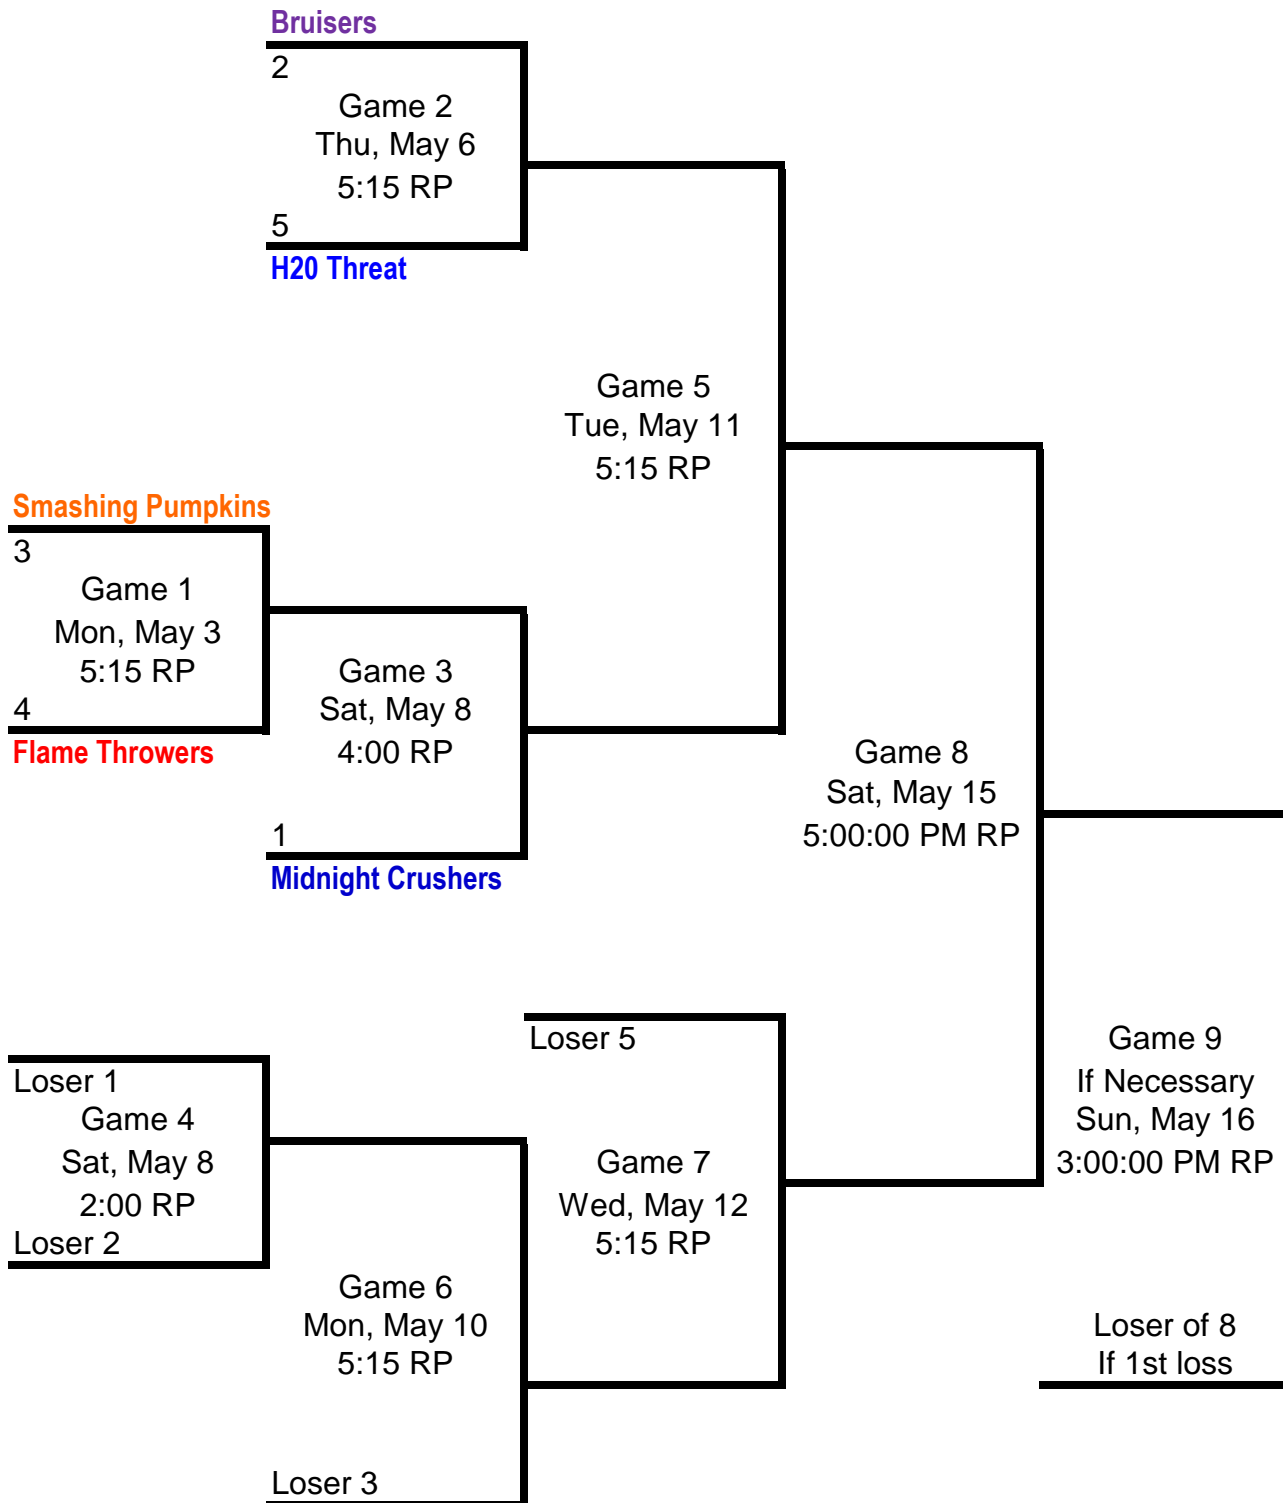 Bruisers
2
Game 2
Thu, May 6
5:15 RP
5
H20 Threat
Game 5
Tue, May 11
5:15 RP
Smashing Pumpkins
3
Game 1
Mon, May 3
5:15 RP
4
Flame Throwers
Game 3
Sat, May 8
4:00 RP
1
Midnight Crushers
Game 8
Sat, May 15
5:00:00 PM RP
Loser 5
Game 9
If Necessary
Sun, May 16
3:00:00 PM RP
Loser 1
Game 4
Sat, May 8
2:00 RP
Loser 2
Game 7
Wed, May 12
5:15 RP
Game 6
Mon, May 10
5:15 RP
Loser of 8
If 1st loss
Loser 3